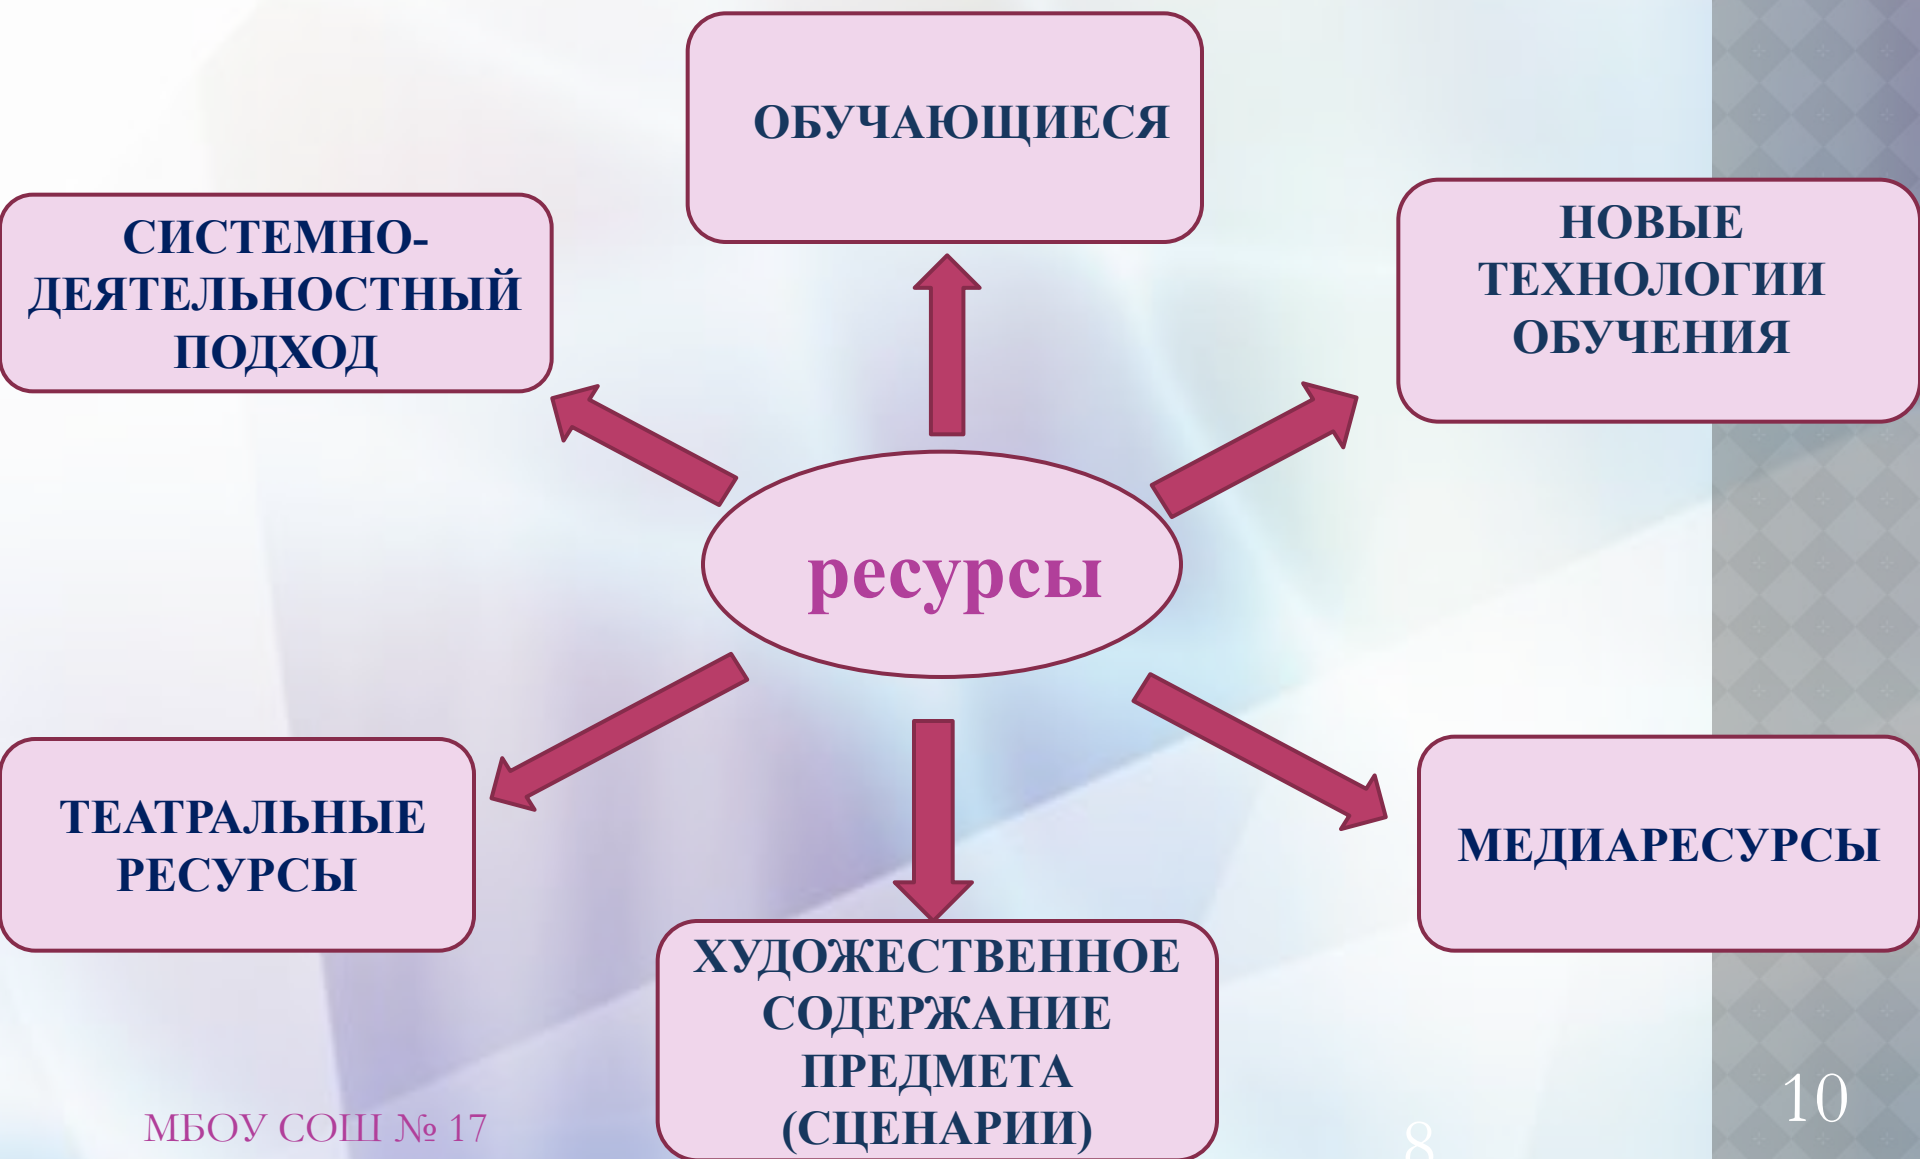 ОБУЧАЮЩИЕСЯ
СИСТЕМНО-
ДЕЯТЕЛЬНОСТНЫЙ
ПОДХОД
НОВЫЕ
ТЕХНОЛОГИИ
ОБУЧЕНИЯ
ресурсы
ТЕАТРАЛЬНЫЕ
РЕСУРСЫ
МЕДИАРЕСУРСЫ
ХУДОЖЕСТВЕННОЕ
СОДЕРЖАНИЕ
ПРЕДМЕТА
(СЦЕНАРИИ)
МБОУ СОШ № 17
8
10